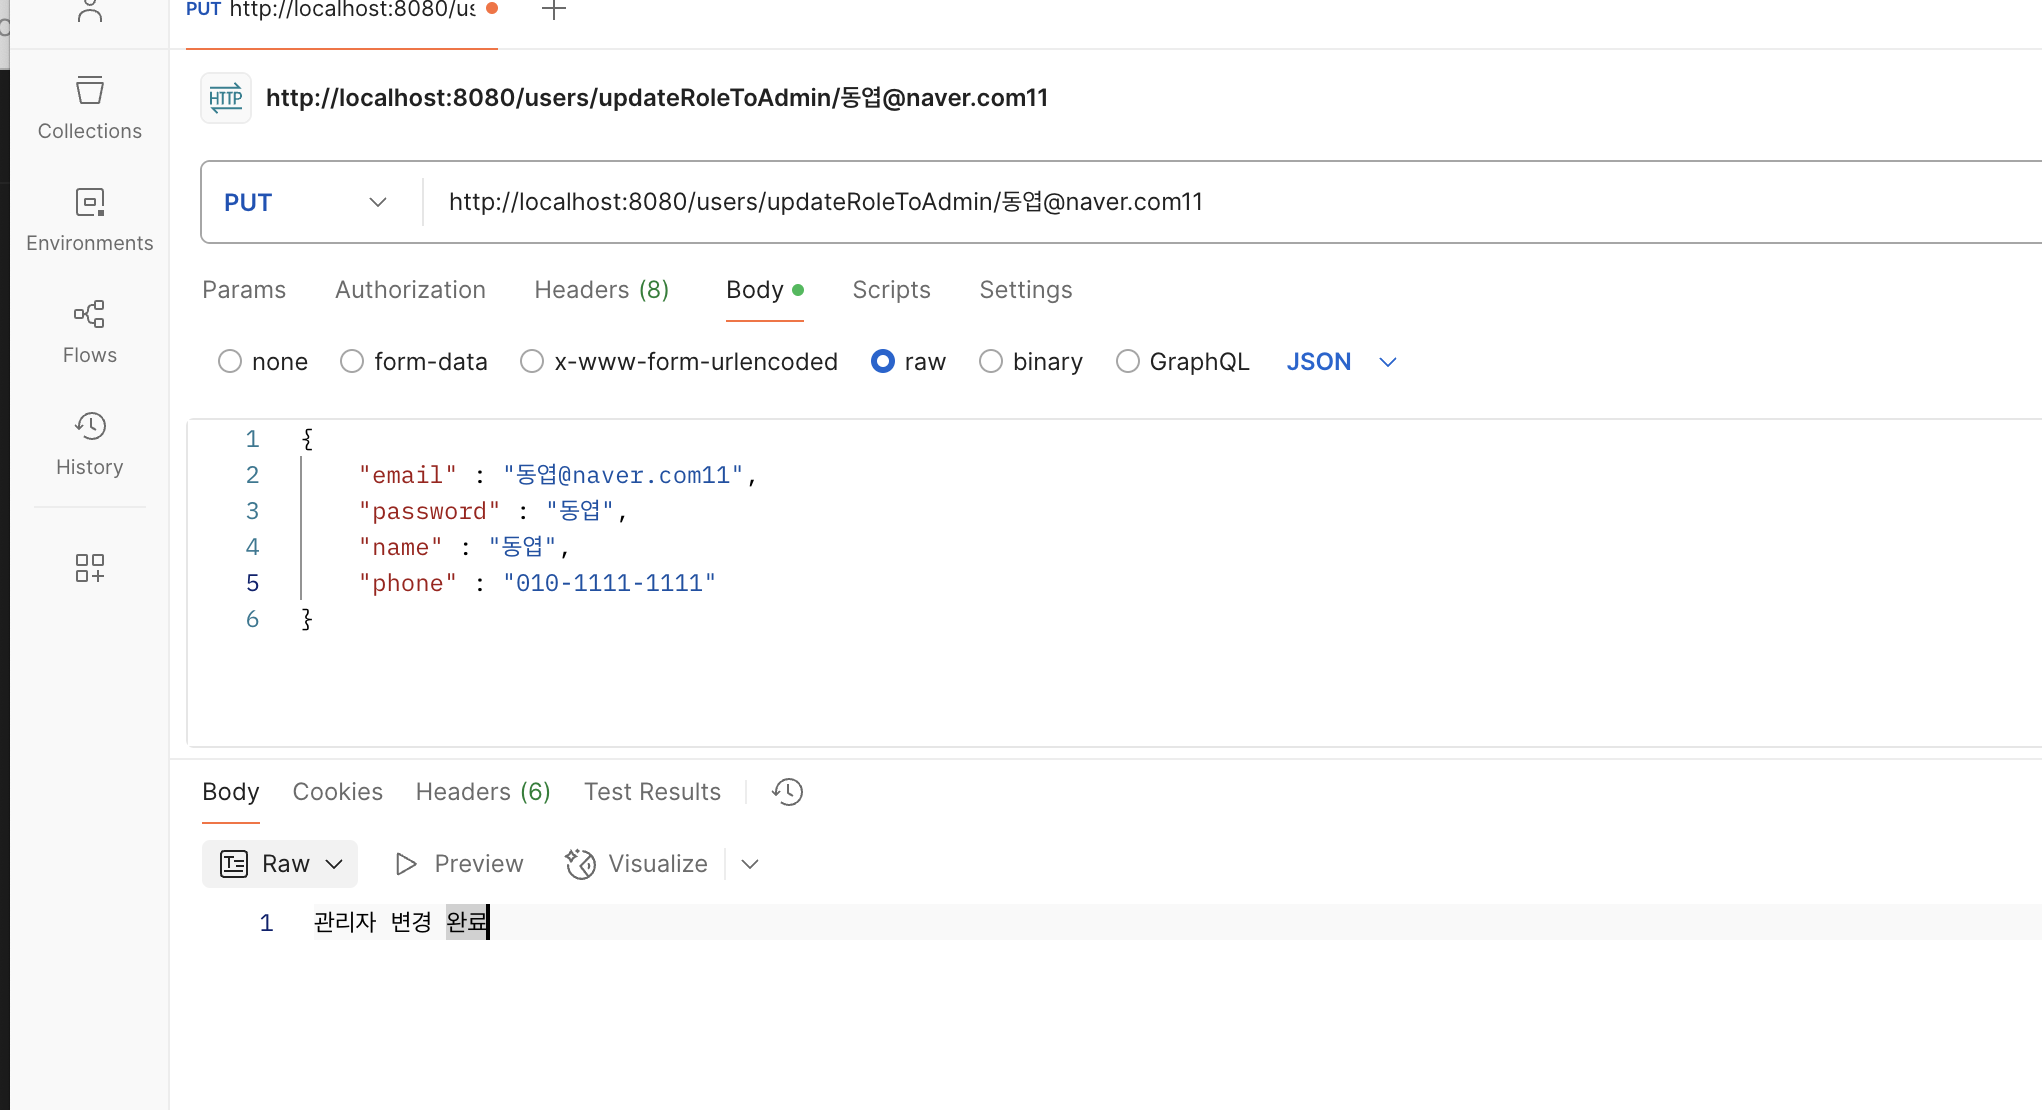 PUT http://localhost:8080/us
HTTP http://localhost:8080/users/updateRoleToAdmin/동엽@naver.com11
PUT http://localhost:8080/users/updateRoleToAdmin/동엽@naver.com11
Collections
Environments
Flows
History
Params Authorization Headers (8) Body Scripts Settings
none form-data x-www-form-urlencoded raw binary GraphQL JSON
1 {
2 "email" : "동엽@naver.com11",
3 "password" : "동엽",
4 "name" : "동엽",
5 "phone" : "010-1111-1111"
6 }
Body Cookies Headers (6) Test Results
Raw Preview Visualize
1 관리자 변경 완료